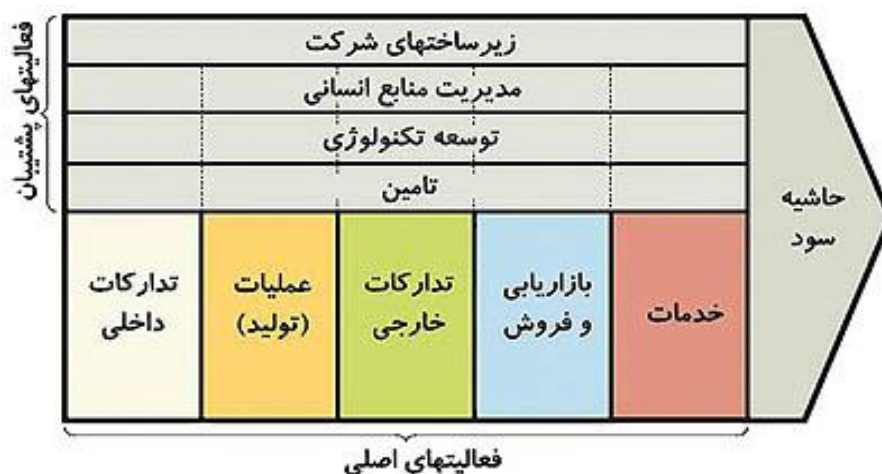 فعالیتهای پشتیبان
زیرساختهای شرکت
مدیریت منابع انسانی
توسعه تکنولوژی
تامین
حاشیه
سود
تدارکات
داخلی
عملیات
(تولید)
تدارکات
خارجی
بازاریابی
و فروش
خدمات
فعالیتهای اصلی